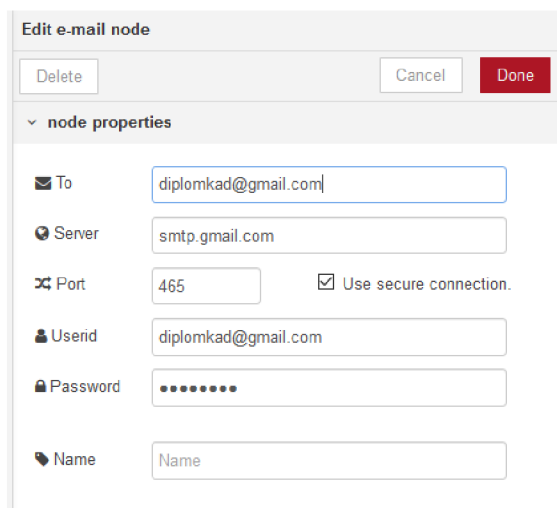 Edit e-mail node
Delete Cancel Done
node properties
To diplomkad@gmail.com
Server smtp.gmail.com
Port 465 Use secure connection.
Userid diplomkad@gmail.com
Password ••••••••
Name Name